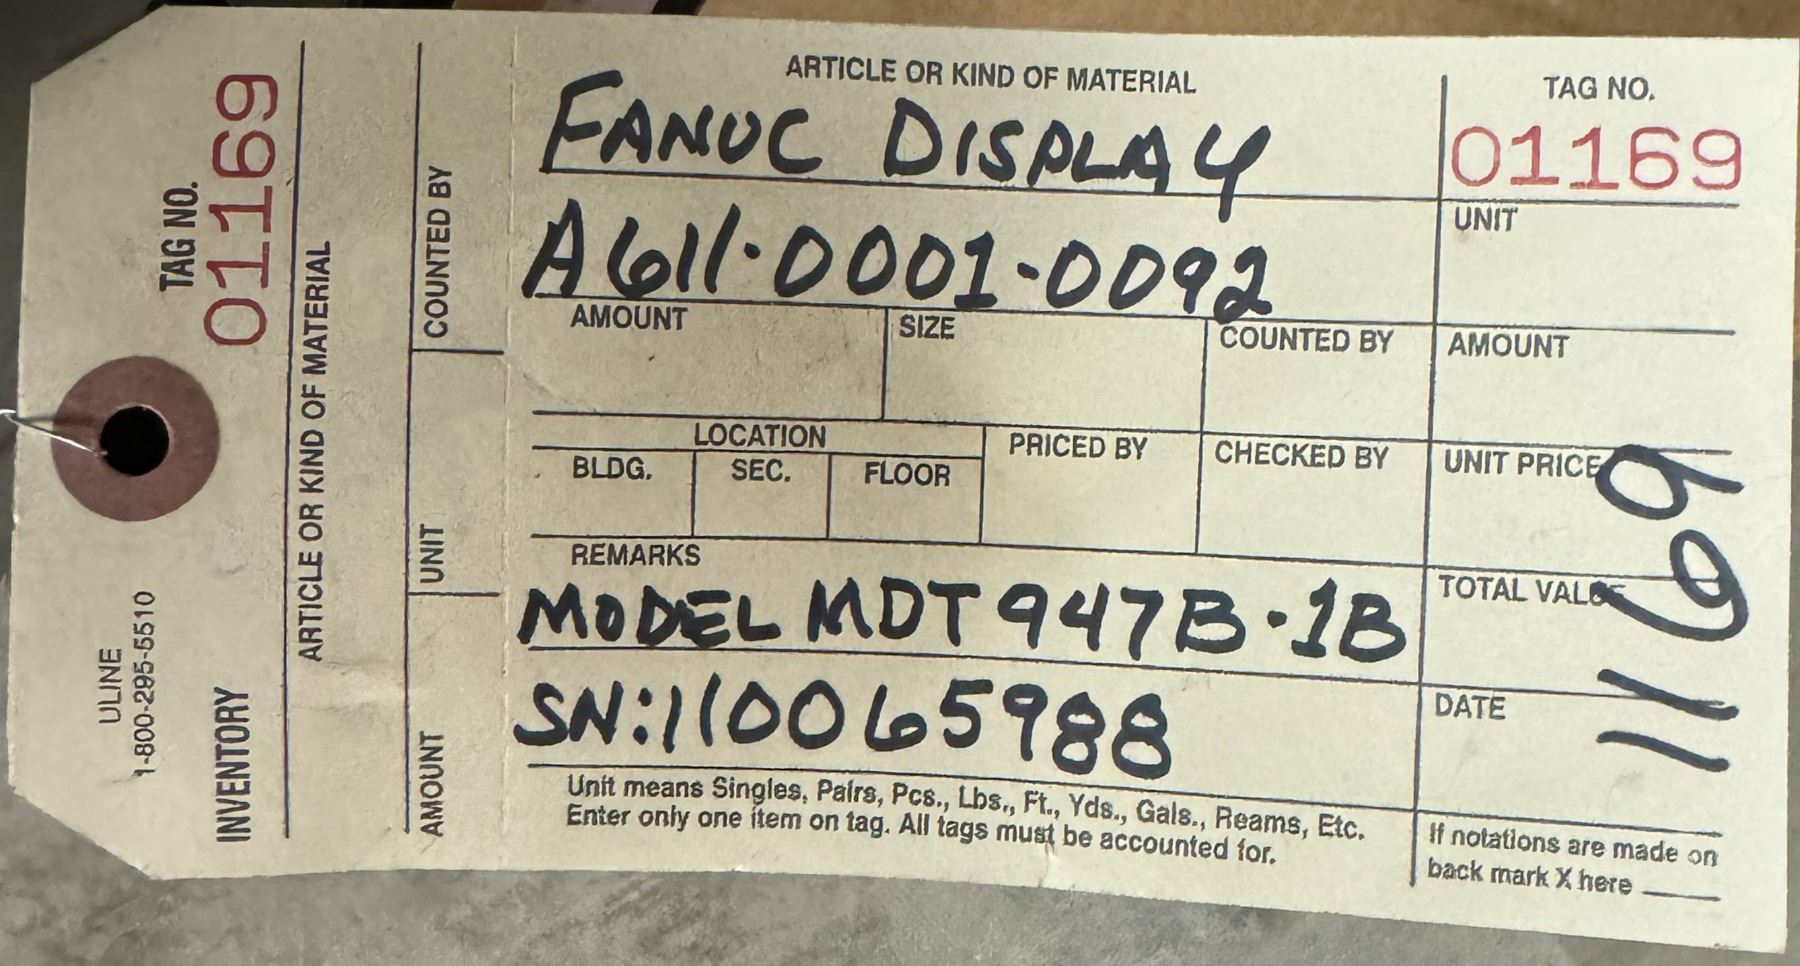 TAG NO.
01169
ULINE
1-800-295-5510
INVENTORY
ARTICLE OR KIND OF MATERIAL
COUNTED BY
UNIT
AMOUNT
ARTICLE OR KIND OF MATERIAL
FANUC DISPLAY
A611-0001-0092
TAG NO.
01169
UNIT
AMOUNT
SIZE
COUNTED BY
AMOUNT
LOCATION
BLDG.
SEC.
FLOOR
PRICED BY
CHECKED BY
UNIT PRICE
REMARKS
MODEL MDT947B-1B
SN:110065988
TOTAL VALUE
DATE
1169
Unit means Singles, Pairs, Pcs., Lbs., Ft., Yds., Gals., Reams, Etc.
Enter only one item on tag. All tags must be accounted for.
If notations are made on
back mark X here ____